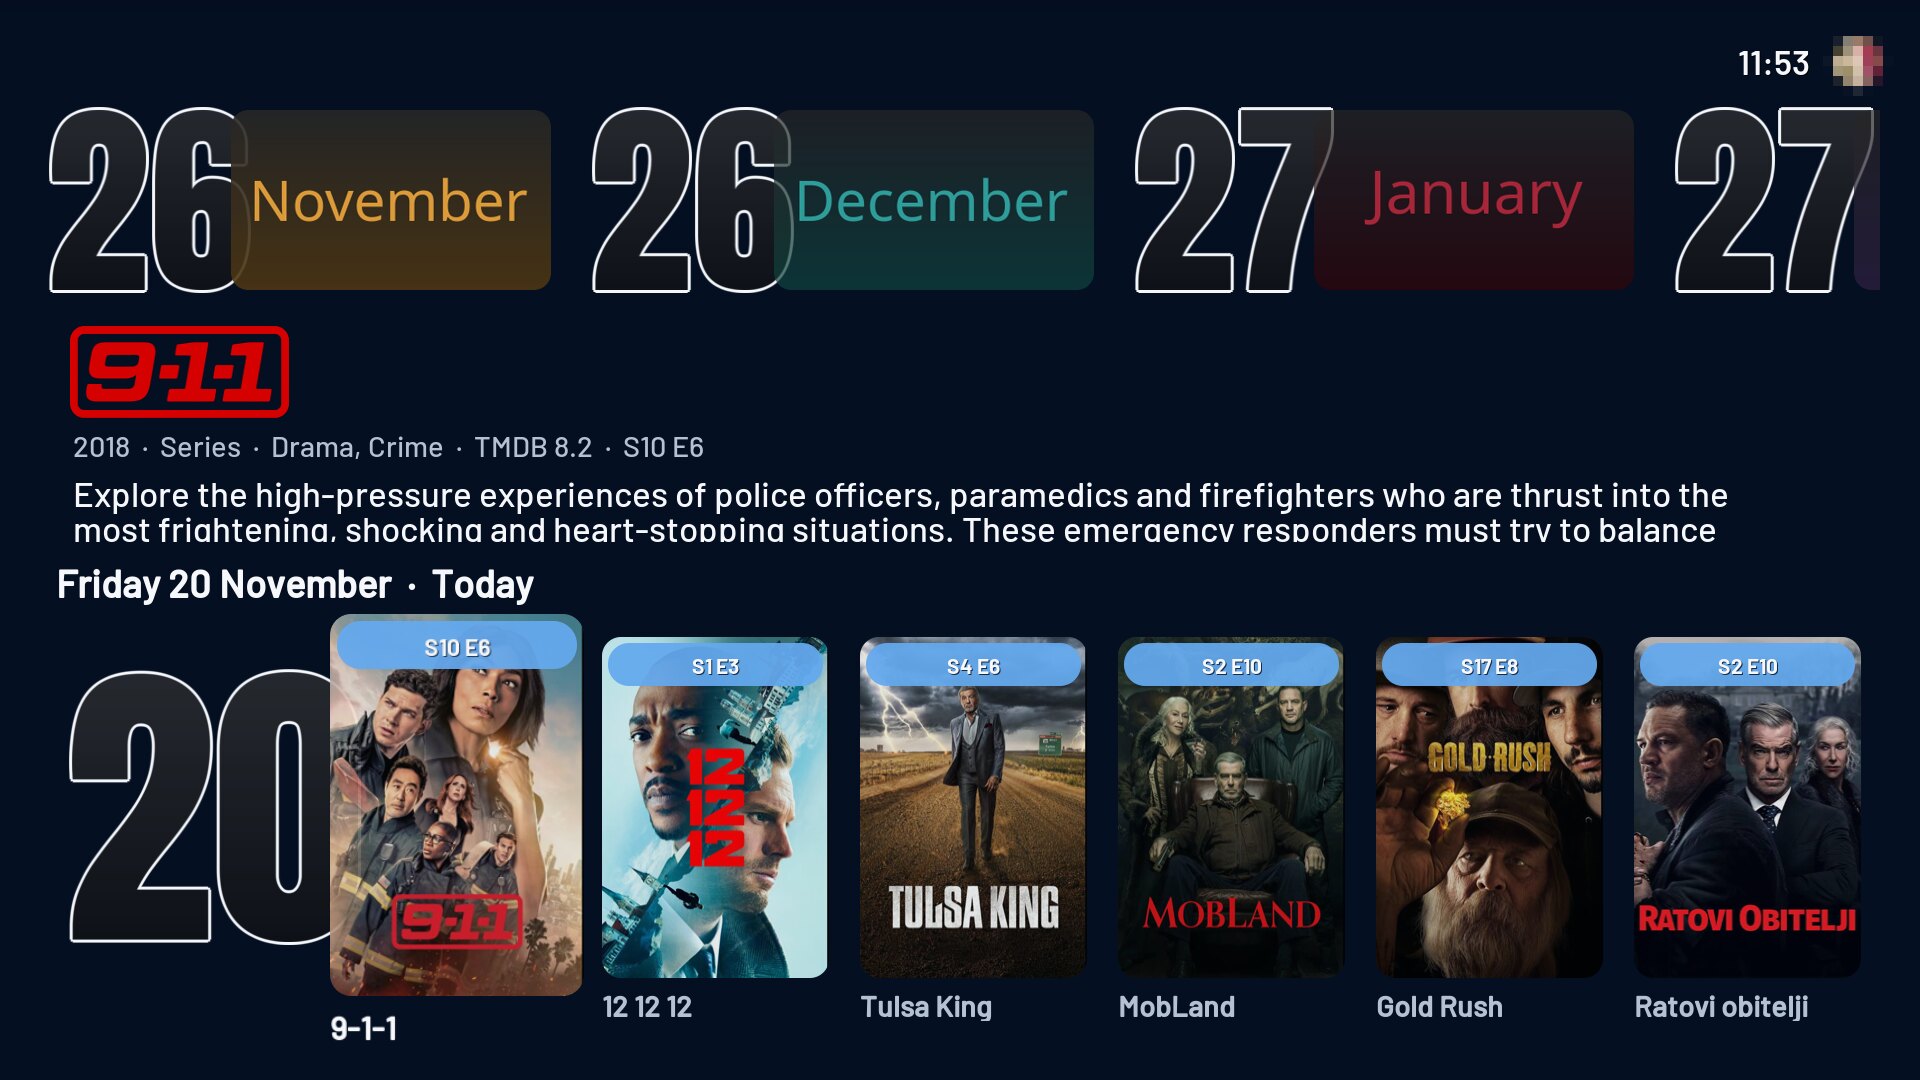 11:53
26 November
26 December
27 January
27
9-1-1
2018 · Series · Drama, Crime · TMDB 8.2 · S10 E6
Explore the high-pressure experiences of police officers, paramedics and firefighters who are thrust into the
most frightening, shocking and heart-stopping situations. These emergency responders must try to balance
Friday 20 November · Today
20
S10 E6
S1 E3
S4 E6
S2 E10
S17 E8
S2 E10
9-1-1
12
12
12
TULSA KING
MOBLAND
GOLD RUSH
RATOVI OBITELJI
9-1-1
12 12 12
Tulsa King
MobLand
Gold Rush
Ratovi obitelji